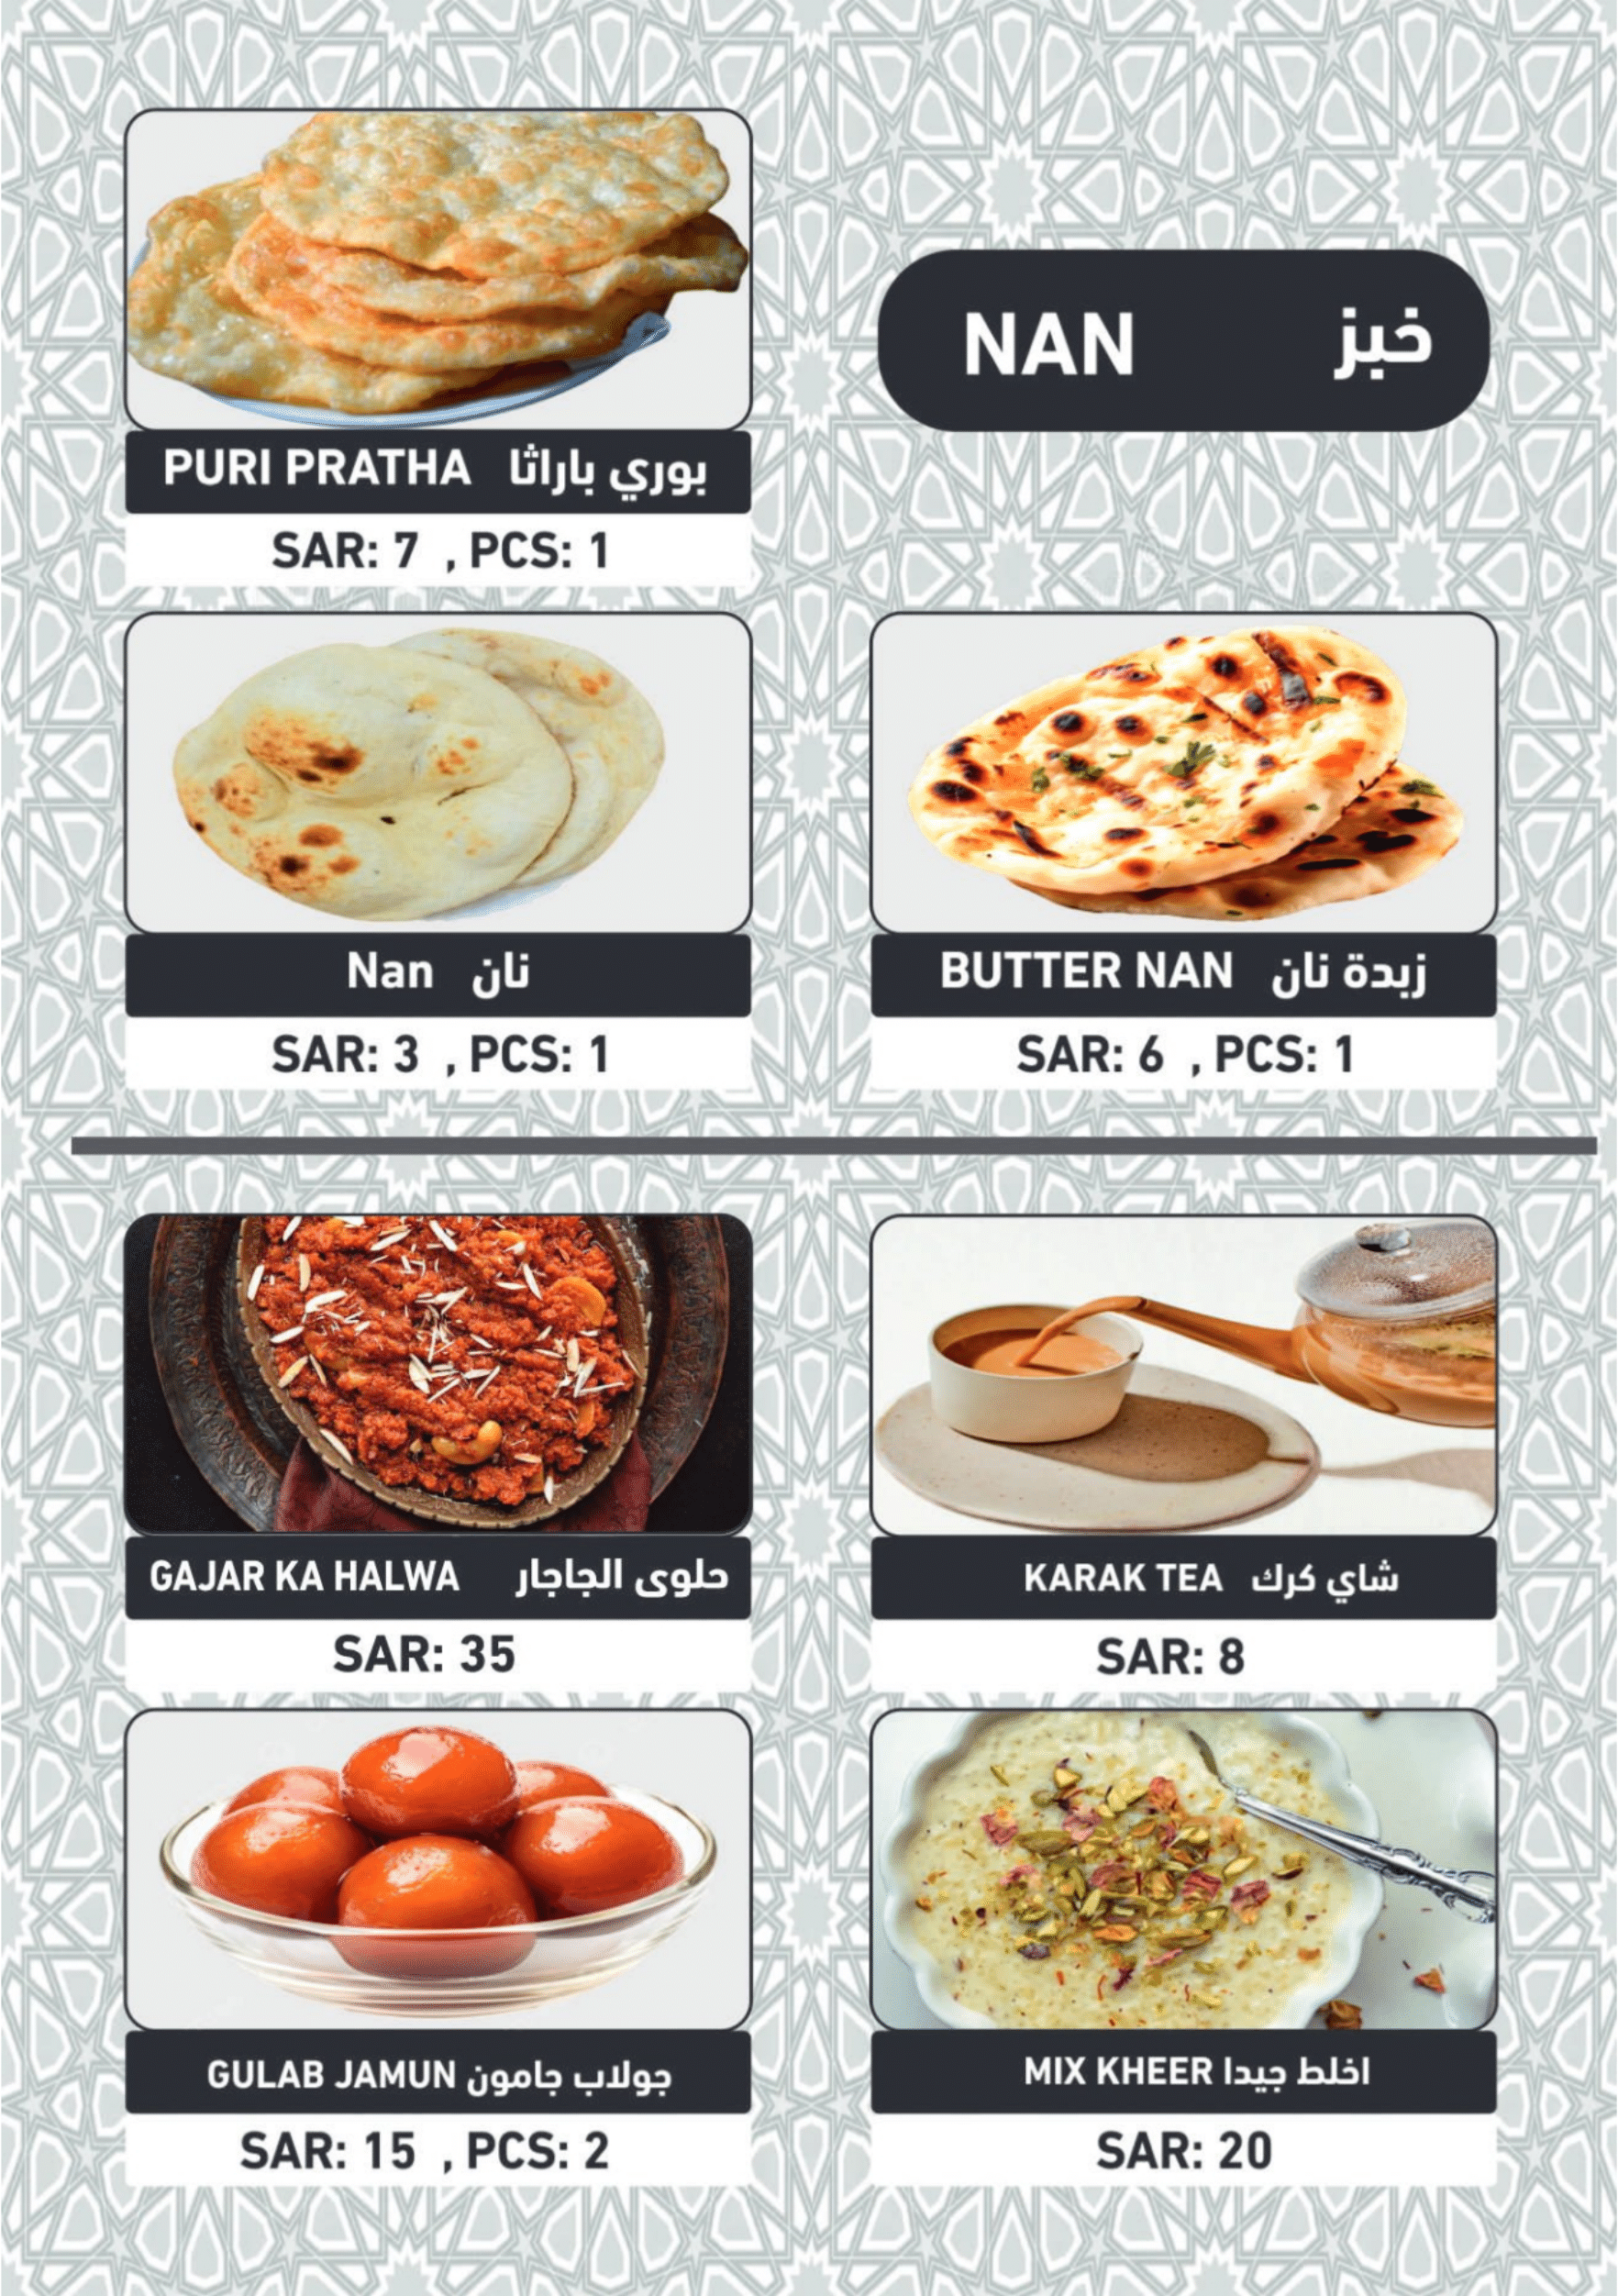 NAN خبز
PURI PRATHA بوري باراثا
SAR: 7 , PCS: 1
Nan نان
SAR: 3 , PCS: 1
BUTTER NAN زبدة نان
SAR: 6 , PCS: 1
GAJAR KA HALWA حلوى الجاجار
SAR: 35
KARAK TEA شاي كرك
SAR: 8
GULAB JAMUN جولاب جامون
SAR: 15 , PCS: 2
MIX KHEER اخلط جيدا
SAR: 20